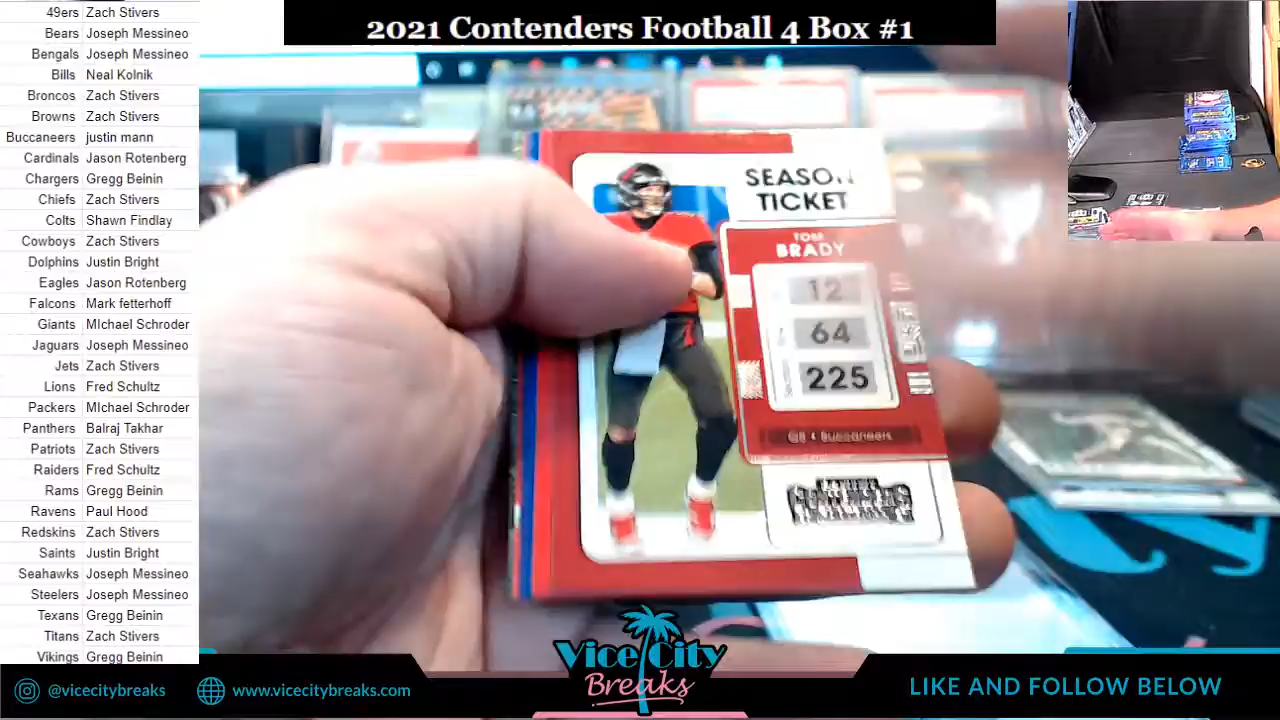 2021 Contenders Football 4 Box #1
49ers Zach Stivers
Bears Joseph Messineo
Bengals Joseph Messineo
Bills Neal Kolnik
Broncos Zach Stivers
Browns Zach Stivers
Buccaneers justin mann
Cardinals Jason Rotenberg
Chargers Gregg Beinin
Chiefs Zach Stivers
Colts Shawn Findlay
Cowboys Zach Stivers
Dolphins Justin Bright
Eagles Jason Rotenberg
Falcons Mark fetterhoff
Giants MIchael Schroder
Jaguars Joseph Messineo
Jets Zach Stivers
Lions Fred Schultz
Packers MIchael Schroder
Panthers Balraj Takhar
Patriots Zach Stivers
Raiders Fred Schultz
Rams Gregg Beinin
Ravens Paul Hood
Redskins Zach Stivers
Saints Justin Bright
Seahawks Joseph Messineo
Steelers Joseph Messineo
Texans Gregg Beinin
Titans Zach Stivers
Vikings Gregg Beinin
SEASON
TICKET
TOM
BRADY
12
64
225
QB • Buccaneers
Vice City
Breaks
@vicecitybreaks
www.vicecitybreaks.com
LIKE AND FOLLOW BELOW